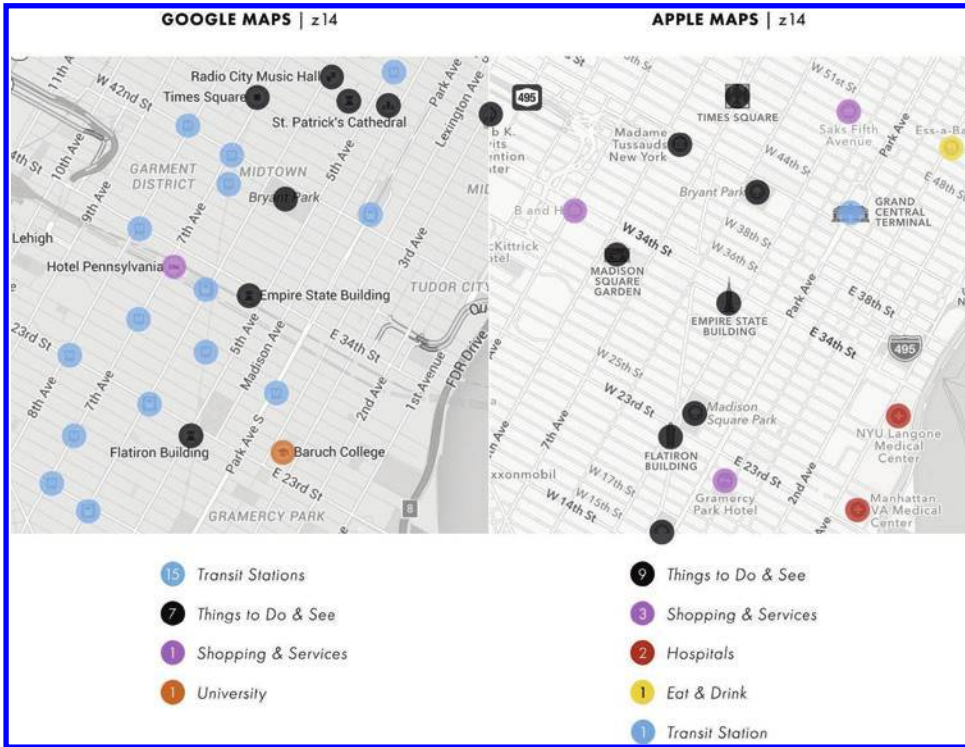 GOOGLE MAPS | z14
Radio City Music Hall
Times Square
St. Patrick's Cathedral
11th Ave
W 42nd St
10th Ave
9th Ave
GARMENT
DISTRICT
MIDTOWN
Bryant Park
7th Ave
5th Ave
Park Ave
Lexington Ave
3rd Ave
Lehigh
Hotel Pennsylvania
Empire State Building
TUDOR CITY
23rd St
8th Ave
7th Ave
5th Ave
Madison Ave
E 34th St
2nd Ave
1st Avenue
FDR Drive
Flatiron Building
Park Ave S
Baruch College
E 23rd St
GRAMERCY PARK
8
15 Transit Stations
7 Things to Do & See
1 Shopping & Services
1 University
APPLE MAPS | z14
495
TIMES SQUARE
W 51st St
Saks Fifth
Avenue
Park Ave
Ess-a-Ba
Madame
Tussauds
New York
W 44th St
E 48th St
Bryant Park
GRAND
CENTRAL
TERMINAL
B and H
W 34th St
W 38th St
W 36th St
MADISON
SQUARE
GARDEN
EMPIRE STATE
BUILDING
Park Ave
E 38th St
E 34th St
495
W 25th St
W 23rd St
Madison
Square Park
7th Ave
FLATIRON
BUILDING
NYU Langone
Medical
Center
xxonmobil
W 17th St
W 15th St
W 14th St
E 23rd St
Gramercy
Park Hotel
2nd Ave
Manhattan
VA Medical
Center
9 Things to Do & See
3 Shopping & Services
2 Hospitals
1 Eat & Drink
1 Transit Station